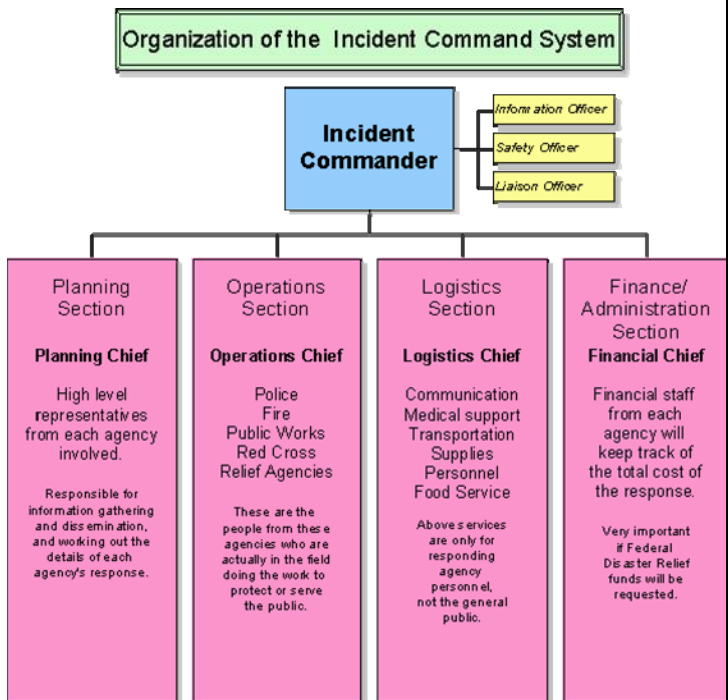 Organization of the Incident Command System
Incident
Commander
Information Officer
Safety Officer
Liaison Officer
Planning
Section
Planning Chief
High level
representatives
from each agency
involved.
Responsible for
information gathering
and dissemination,
and working out the
details of each
agency's response.
Operations
Section
Operations Chief
Police
Fire
Public Works
Red Cross
Relief Agencies
These are the
people from these
agencies who are
actually in the field
doing the work to
protect or serve
the public.
Logistics
Section
Logistics Chief
Communication
Medical support
Transportation
Supplies
Personnel
Food Service
Above services
are only for
responding
agency
personnel,
not the general
public.
Finance/
Administration
Section
Financial Chief
Financial staff
from each
agency will
keep track of
the total cost of
the response.
Very important
if Federal
Disaster Relief
funds will be
requested.